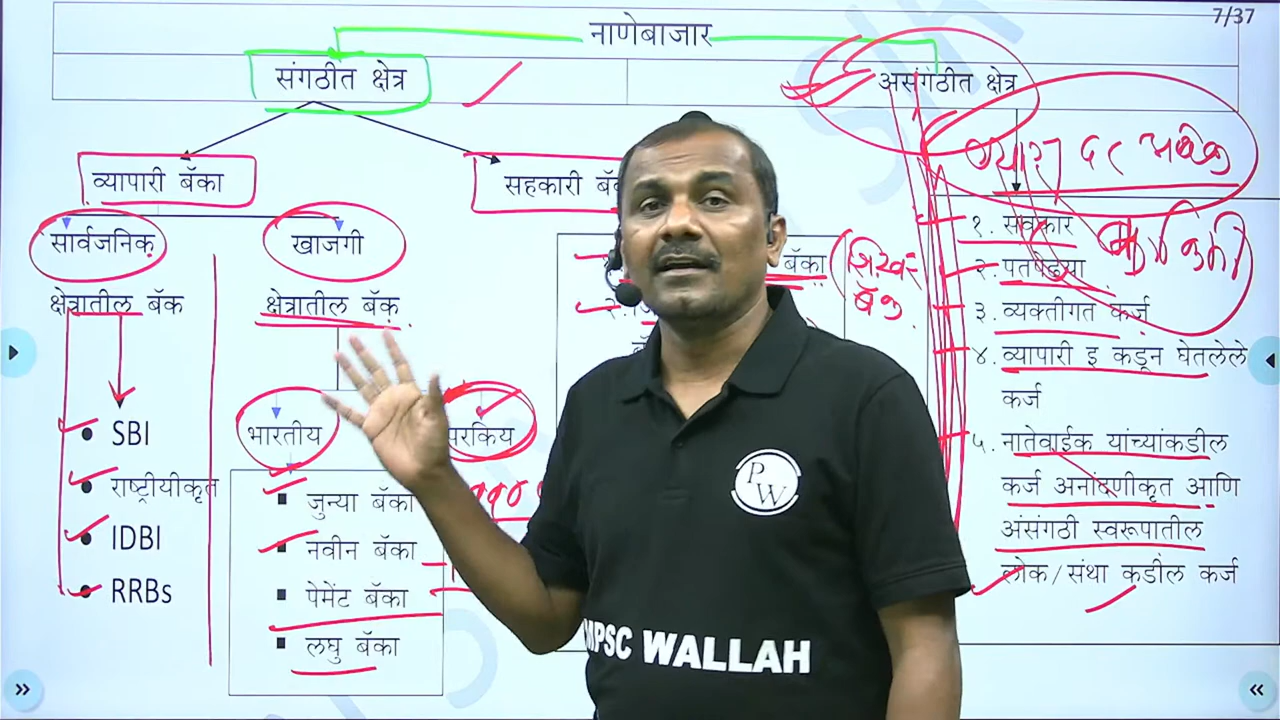 7/37
नाणेबाजार
संगठीत क्षेत्र
असंगठीत क्षेत्र
व्यापारी बॅंका
सहकारी
सार्वजनिक
क्षेत्रातील बॅंक
SBI
राष्ट्रीयीकृत
IDBI
RRBs
खाजगी
क्षेत्रातील बॅंक
भारतीय
परकिय
जुन्या बॅंका
नवीन बॅंका
पेमेंट बॅंका
लघु बॅंका
बॅंका
शिखर
बॅंक
१. सावकार
२. पतपेढ्या
३. व्यक्तीगत कर्ज
४. व्यापारी इ कडून घेतलेले
कर्ज
५. नातेवाईक यांच्यांकडील
कर्ज अनोंदणीकृत आणि
अंसंगठी स्वरूपातील
लोक/संथा कडील कर्ज
PW
MPSC WALLAH